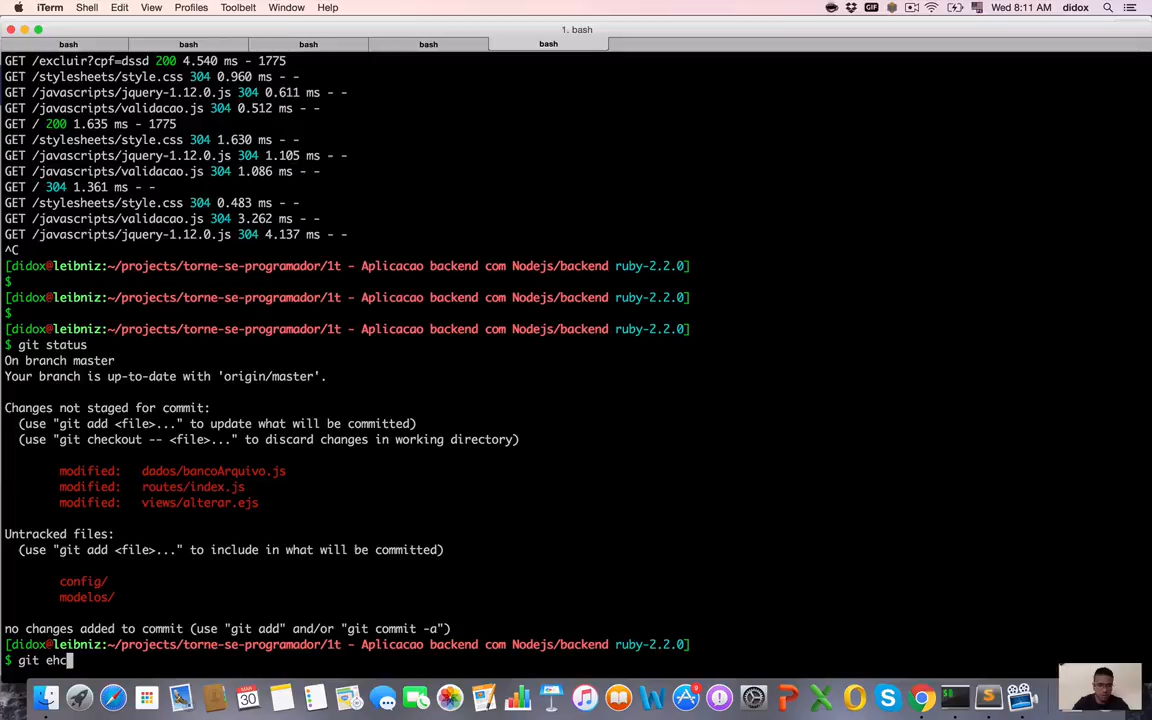 iTerm Shell Edit View Profiles Toolbelt Window Help GIF Wed 8:11 AM didox
1. bash
bash bash bash bash bash
GET /excluir?cpf=dssd 200 4.540 ms - 1775
GET /stylesheets/style.css 304 0.960 ms - -
GET /javascripts/jquery-1.12.0.js 304 0.611 ms - -
GET /javascripts/validacao.js 304 0.512 ms - -
GET / 200 1.635 ms - 1775
GET /stylesheets/style.css 304 1.630 ms - -
GET /javascripts/jquery-1.12.0.js 304 1.105 ms - -
GET /javascripts/validacao.js 304 1.086 ms - -
GET / 304 1.361 ms - -
GET /stylesheets/style.css 304 0.483 ms - -
GET /javascripts/validacao.js 304 3.262 ms - -
GET /javascripts/jquery-1.12.0.js 304 4.137 ms - -
^C
[didox@leibniz:~/projects/torne-se-programador/1t - Aplicacao backend com Nodejs/backend ruby-2.2.0]
$
[didox@leibniz:~/projects/torne-se-programador/1t - Aplicacao backend com Nodejs/backend ruby-2.2.0]
$
[didox@leibniz:~/projects/torne-se-programador/1t - Aplicacao backend com Nodejs/backend ruby-2.2.0]
$ git status
On branch master
Your branch is up-to-date with 'origin/master'.
Changes not staged for commit:
(use "git add <file>..." to update what will be committed)
(use "git checkout -- <file>..." to discard changes in working directory)
modified: dados/bancoArquivo.js
modified: routes/index.js
modified: views/alterar.ejs
Untracked files:
(use "git add <file>..." to include in what will be committed)
config/
modelos/
no changes added to commit (use "git add" and/or "git commit -a")
[didox@leibniz:~/projects/torne-se-programador/1t - Aplicacao backend com Nodejs/backend ruby-2.2.0]
$ git ehc